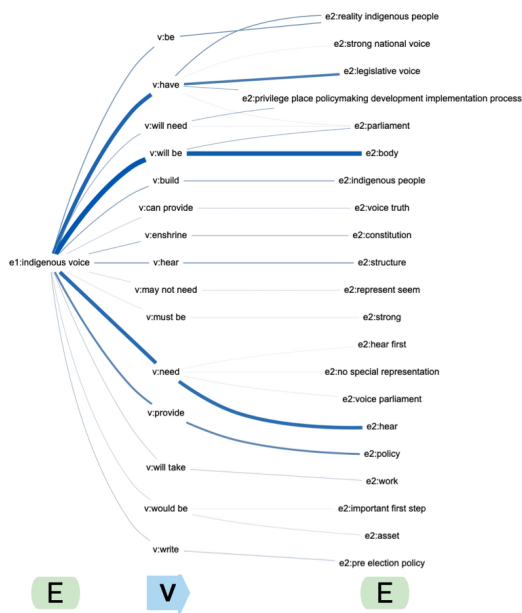 e2:reality indigenous people
v:be
e2:strong national voice
e2:legislative voice
v:have
e2:privilege place policymaking development implementation process
v:will need
e2:parliament
v:will be
e2:body
v:build
e2:indigenous people
v:can provide
e2:voice truth
v:enshrine
e2:constitution
e1:indigenous voice
v:hear
e2:structure
v:may not need
e2:represent seem
v:must be
e2:strong
e2:hear first
v:need
e2:no special representation
e2:voice parliament
v:provide
e2:hear
e2:policy
v:will take
e2:work
v:would be
e2:important first step
e2:asset
v:write
e2:pre election policy
E
V
E